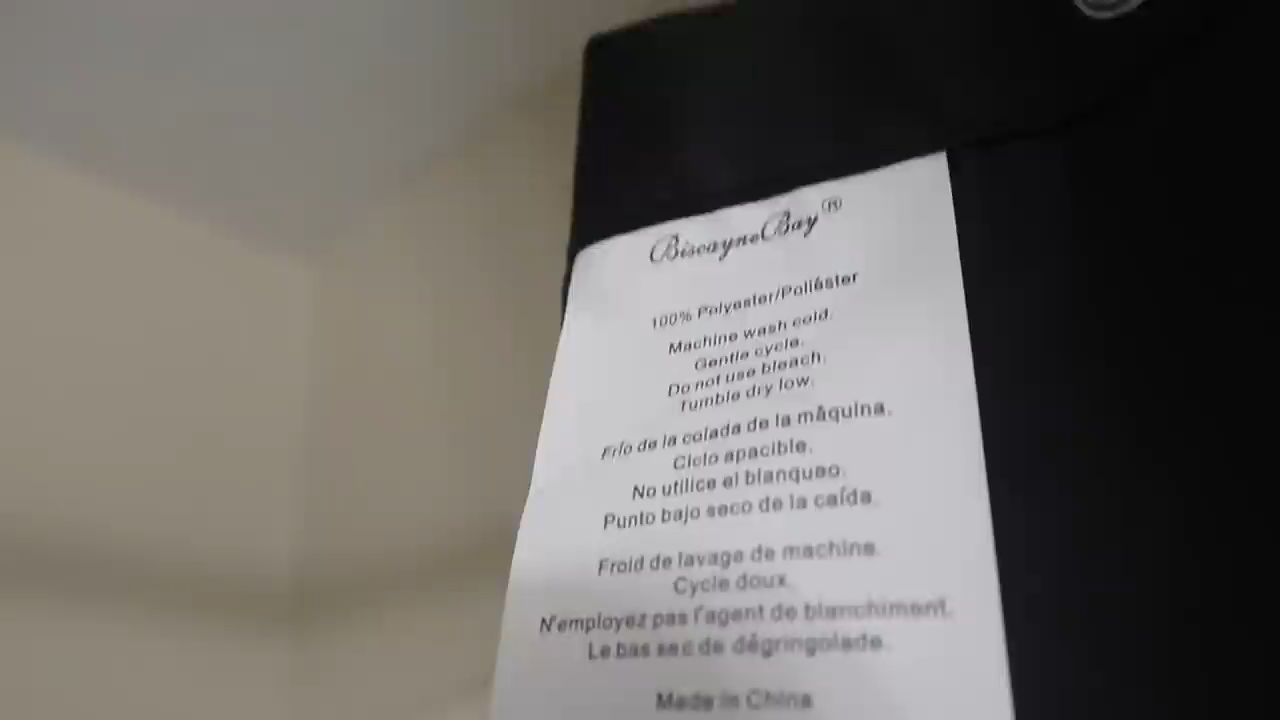 BiscayneBay®
100% Polyester/Poliéster
Machine wash cold.
Gentle cycle.
Do not use bleach.
Tumble dry low.
Frío de la colada de la mâquina.
Ciclo apacible.
No utilice el blanqueo.
Punto bajo seco de la caída.
Froid de lavage de machine.
Cycle doux.
N'employez pas l'agent de blanchiment.
Le bas sec de dégringolade.
Made in China